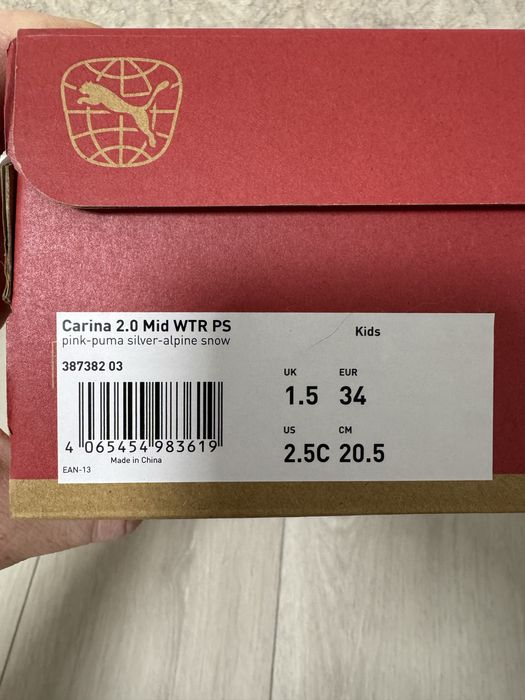 Carina 2.0 Mid WTR PS
pink-puma silver-alpine snow
Kids
387382 03
UK EUR
1.5 34
US CM
2.5C 20.5
4 065454 983619
Made in China
EAN-13